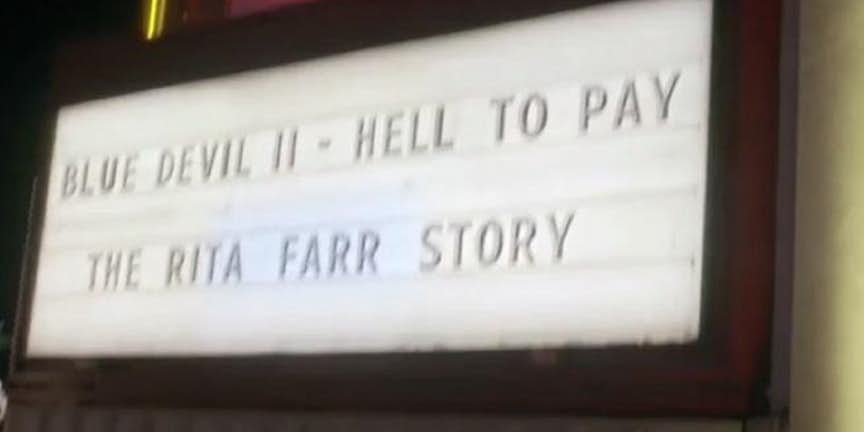 BLUE DEVIL II - HELL TO PAY
THE RITA FARR STORY